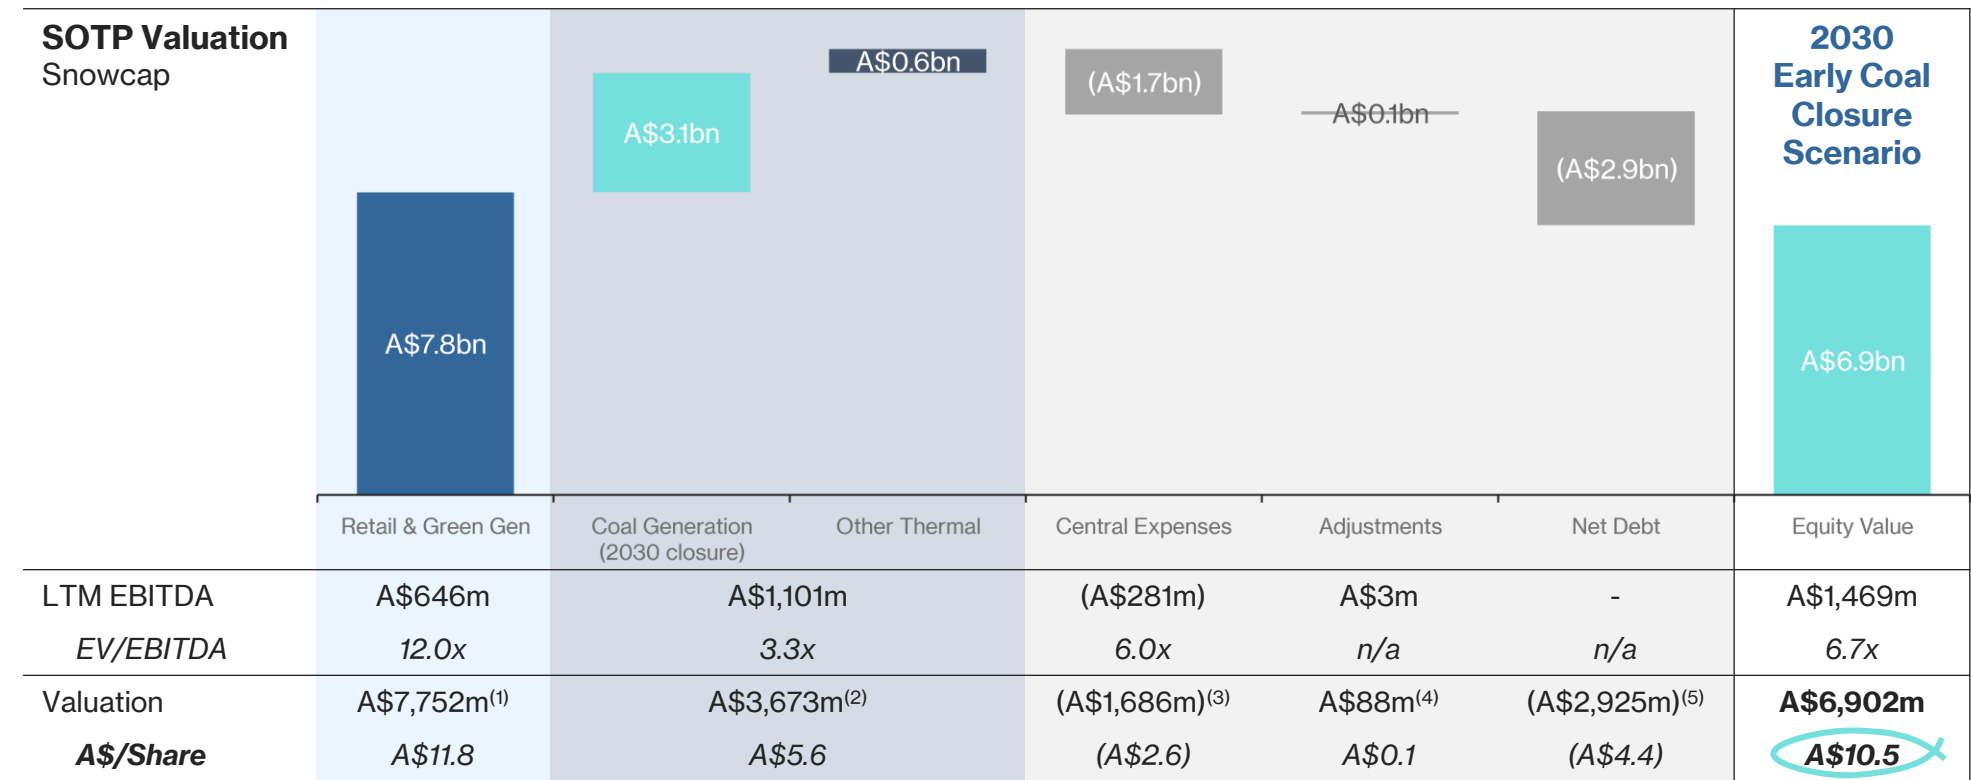 SOTP Valuation
Snowcap
A$7.8bn
A$3.1bn
A$0.6bn
(A$1.7bn)
A$0.1bn
(A$2.9bn)
2030
Early Coal
Closure
Scenario
A$6.9bn
Retail & Green Gen
Coal Generation
(2030 closure)
Other Thermal
Central Expenses
Adjustments
Net Debt
Equity Value
LTM EBITDA A$646m A$1,101m (A$281m) A$3m - A$1,469m
EV/EBITDA 12.0x 3.3x 6.0x n/a n/a 6.7x
Valuation A$7,752m(1) A$3,673m(2) (A$1,686m)(3) A$88m(4) (A$2,925m)(5) A$6,902m
A$/Share A$11.8 A$5.6 (A$2.6) A$0.1 (A$4.4) A$10.5